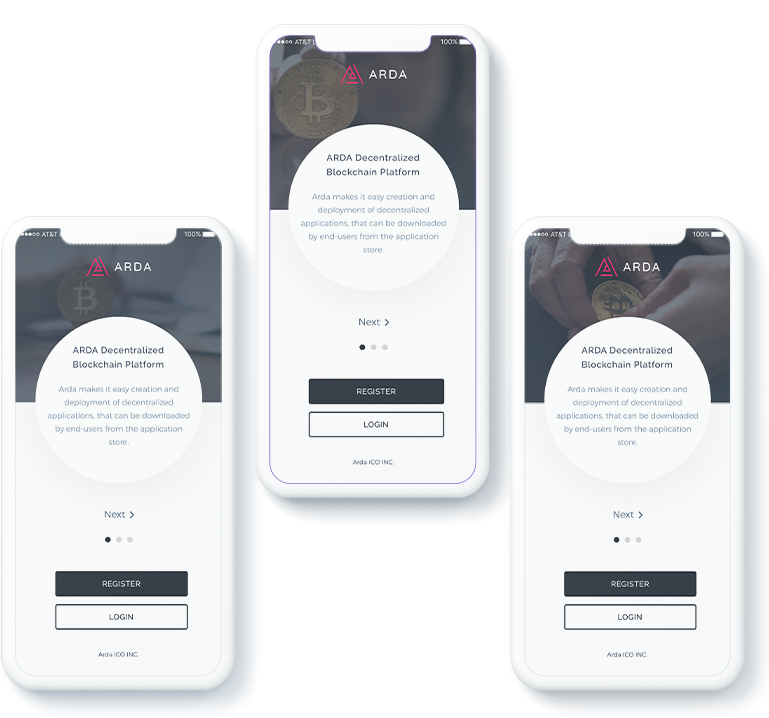 AT&T
100%
ARDA
ARDA Decentralized
Blockchain Platform
Arda makes it easy creation and
deployment of decentralized
applications, that can be downloaded
by end-users from the application
store.
Next
REGISTER
LOGIN
Arda ICO INC.
AT&T
100%
ARDA
ARDA Decentralized
Blockchain Platform
Arda makes it easy creation and
deployment of decentralized
applications, that can be downloaded
by end-users from the application
store.
Next
REGISTER
LOGIN
Arda ICO INC.
AT&T
100%
ARDA
ARDA Decentralized
Blockchain Platform
Arda makes it easy creation and
deployment of decentralized
applications, that can be downloaded
by end-users from the application
store.
Next
REGISTER
LOGIN
Arda ICO INC.